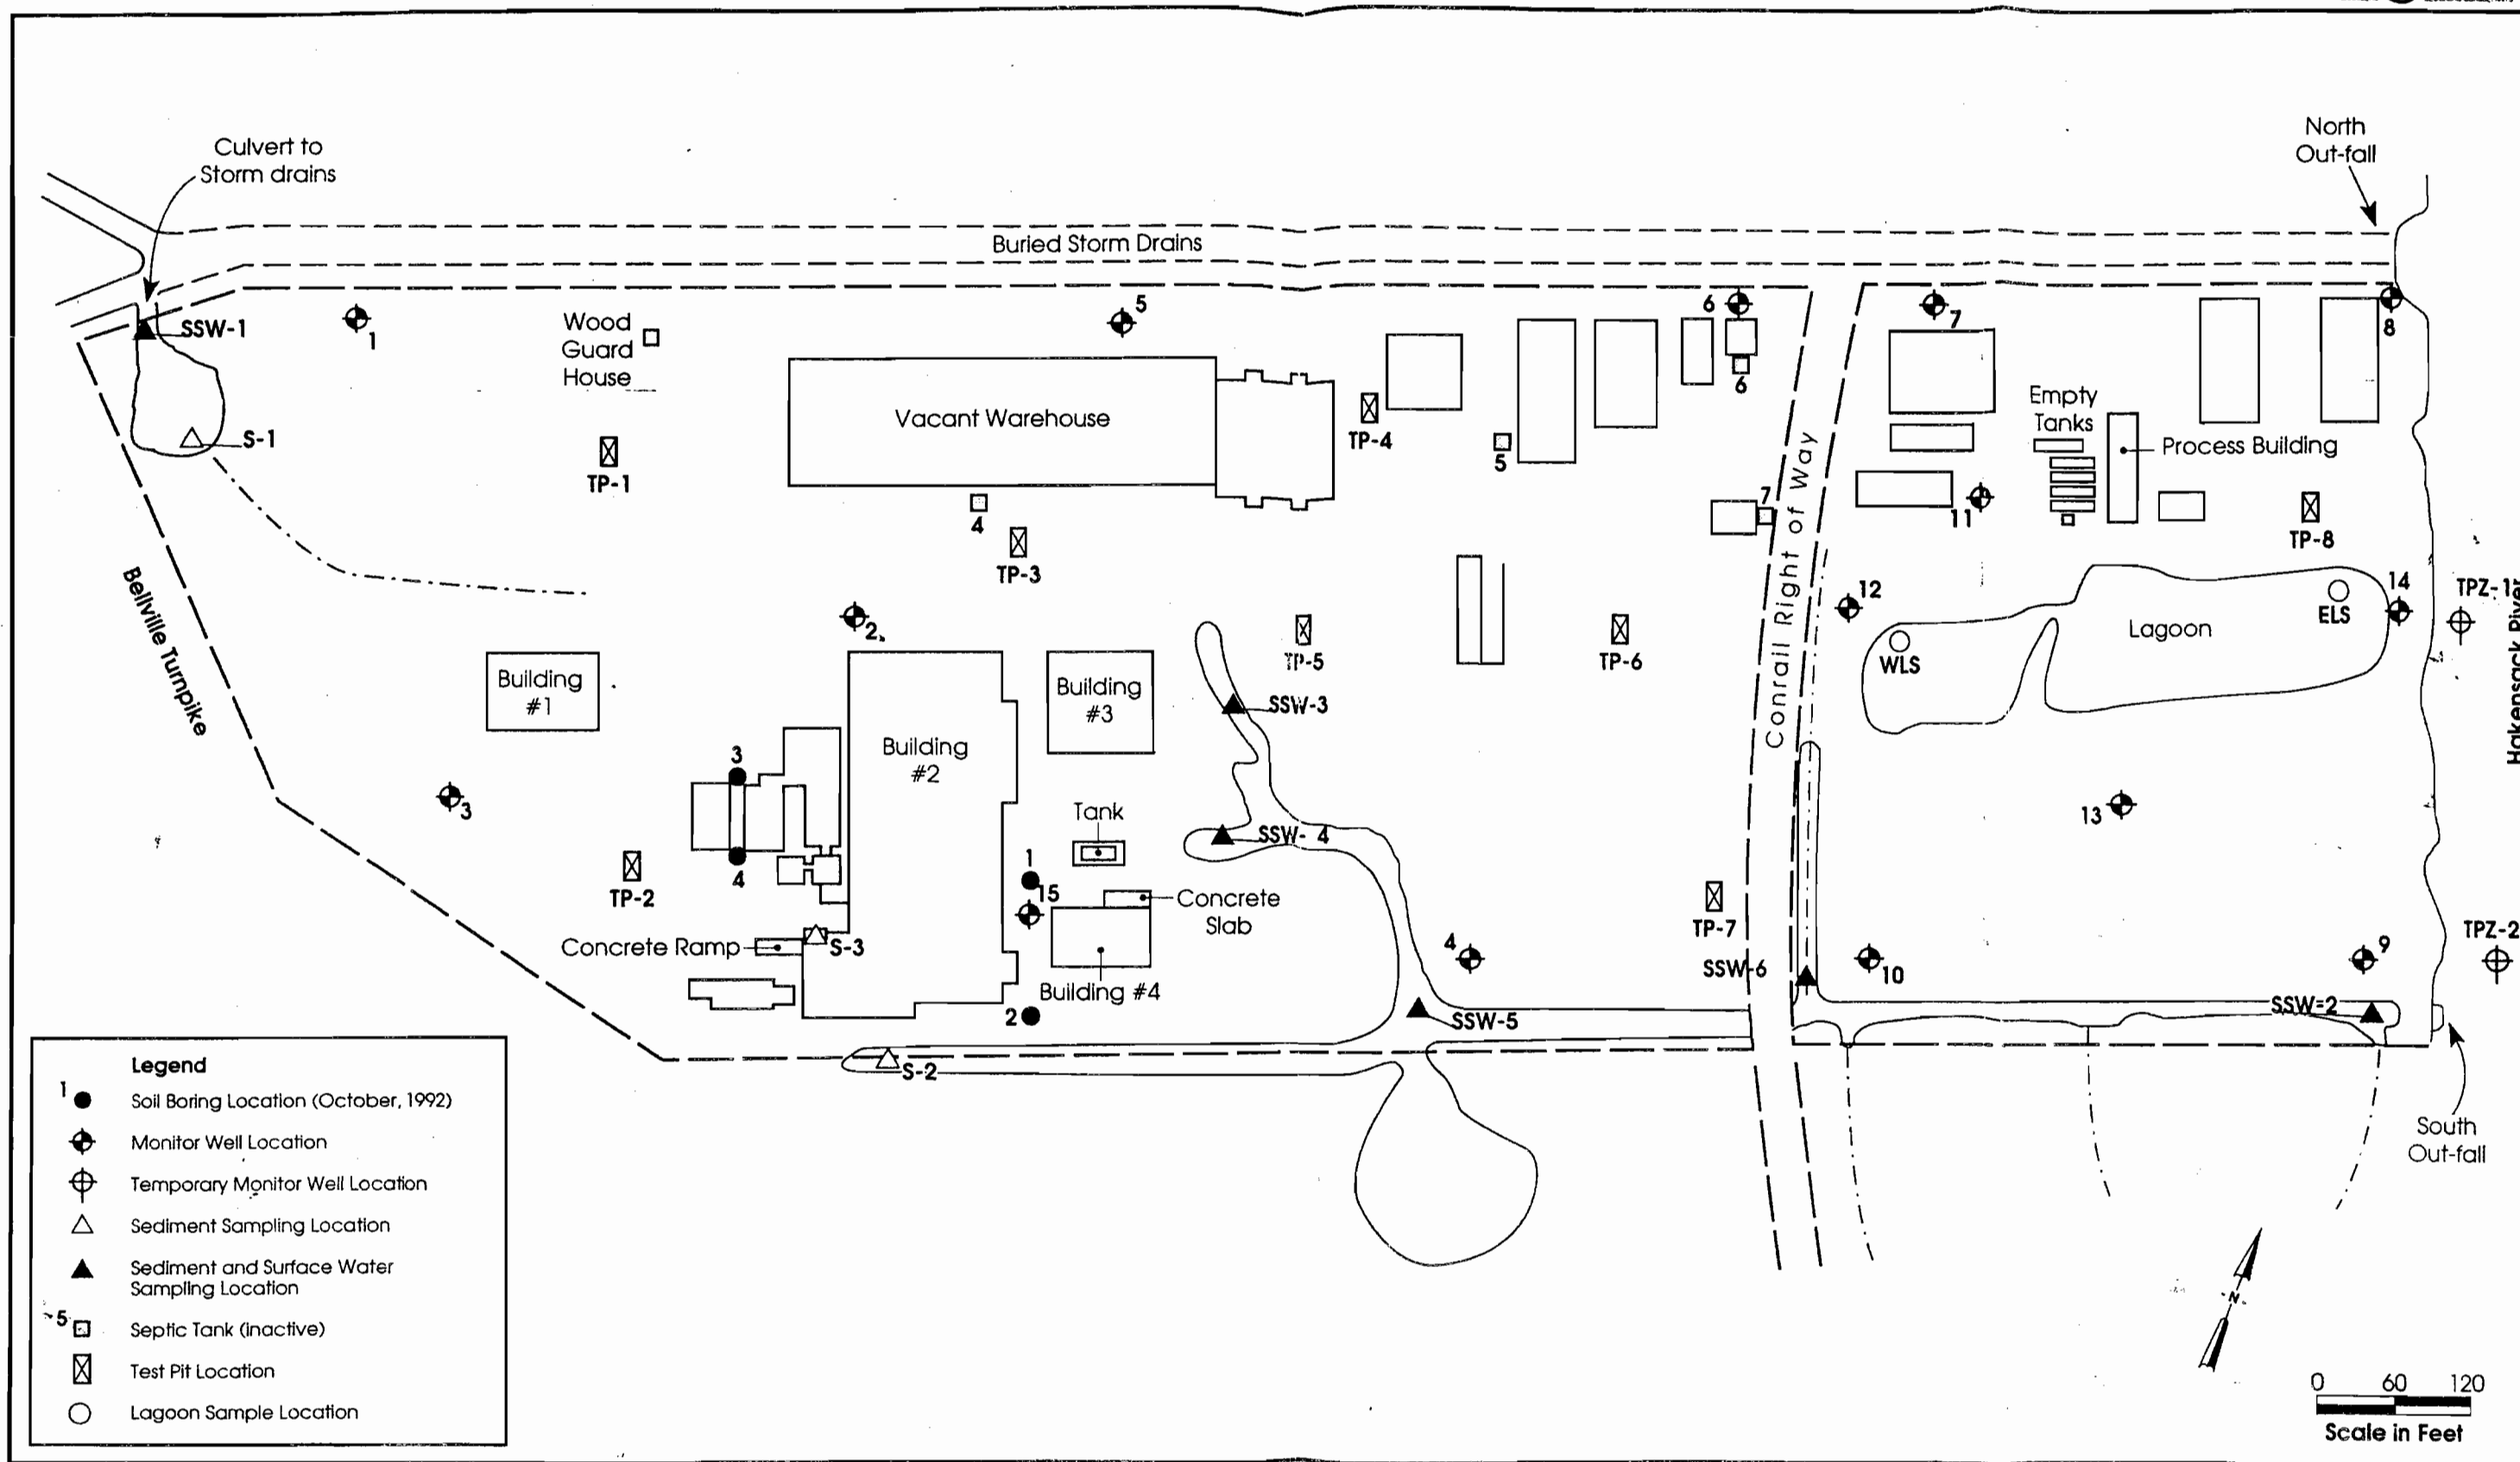 North
Out-fall
Culvert to
Storm drains
Buried Storm Drains
SSW-1
1
Wood
Guard
House
5
6
7
8
6
Vacant Warehouse
TP-4
5
Empty
Tanks
Process Building
S-1
TP-1
4
TP-3
7
11
TP-8
Conrail Right of Way
Bellville Turnpike
2
12
14
TPZ-1
ELS
WLS
Lagoon
Hakensack River
TP-5
TP-6
Building
#1
Building
#2
Building
#3
SSW-3
3
3
Tank
SSW- 4
13
TP-2
4
1
15
Concrete
Slab
TP-7
Concrete Ramp
S-3
4
SSW-6
10
9
TPZ-2
Building #4
2
SSW-5
SSW-2
S-2
South
Out-fall
Legend
1
Soil Boring Location (October, 1992)
Monitor Well Location
Temporary Monitor Well Location
Sediment Sampling Location
Sediment and Surface Water
Sampling Location
5
Septic Tank (inactive)
Test Pit Location
Lagoon Sample Location
N
0 60 120
Scale in Feet